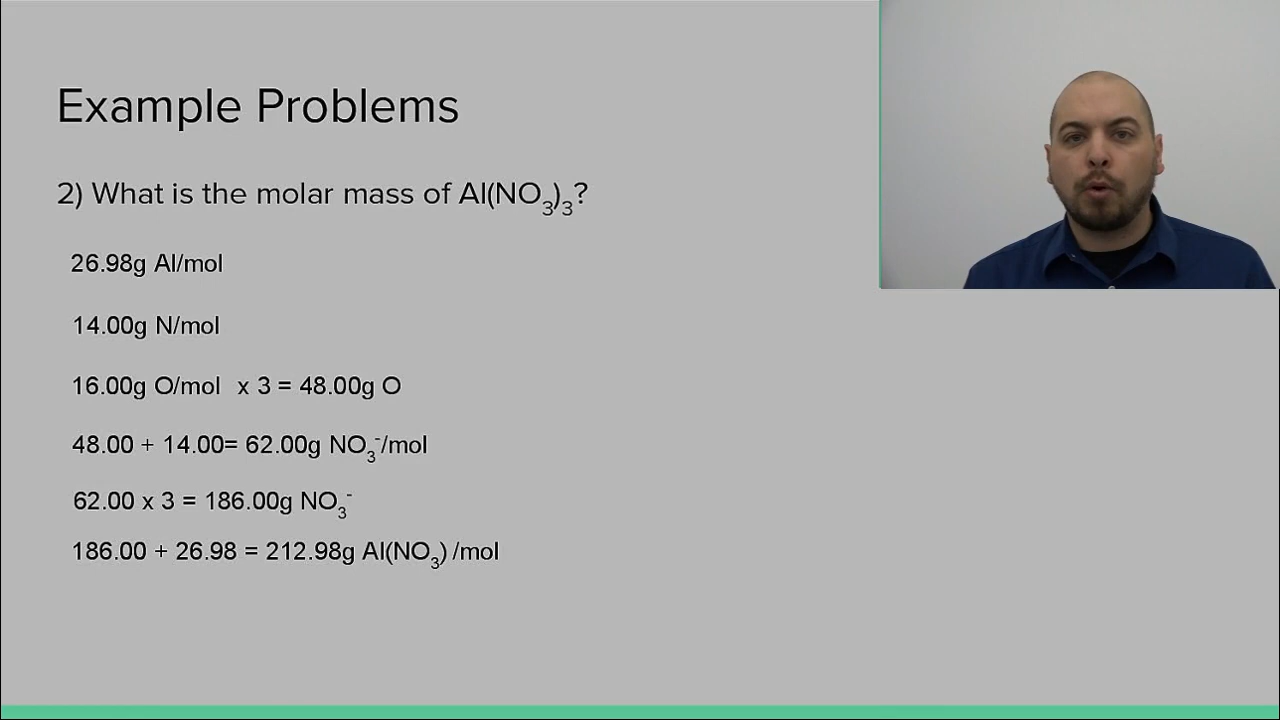 Example Problems
2) What is the molar mass of Al(NO₃)₃?
26.98g Al/mol
14.00g N/mol
16.00g O/mol x 3 = 48.00g O
48.00 + 14.00= 62.00g NO₃⁻/mol
62.00 x 3 = 186.00g NO₃⁻
186.00 + 26.98 = 212.98g Al(NO₃) /mol